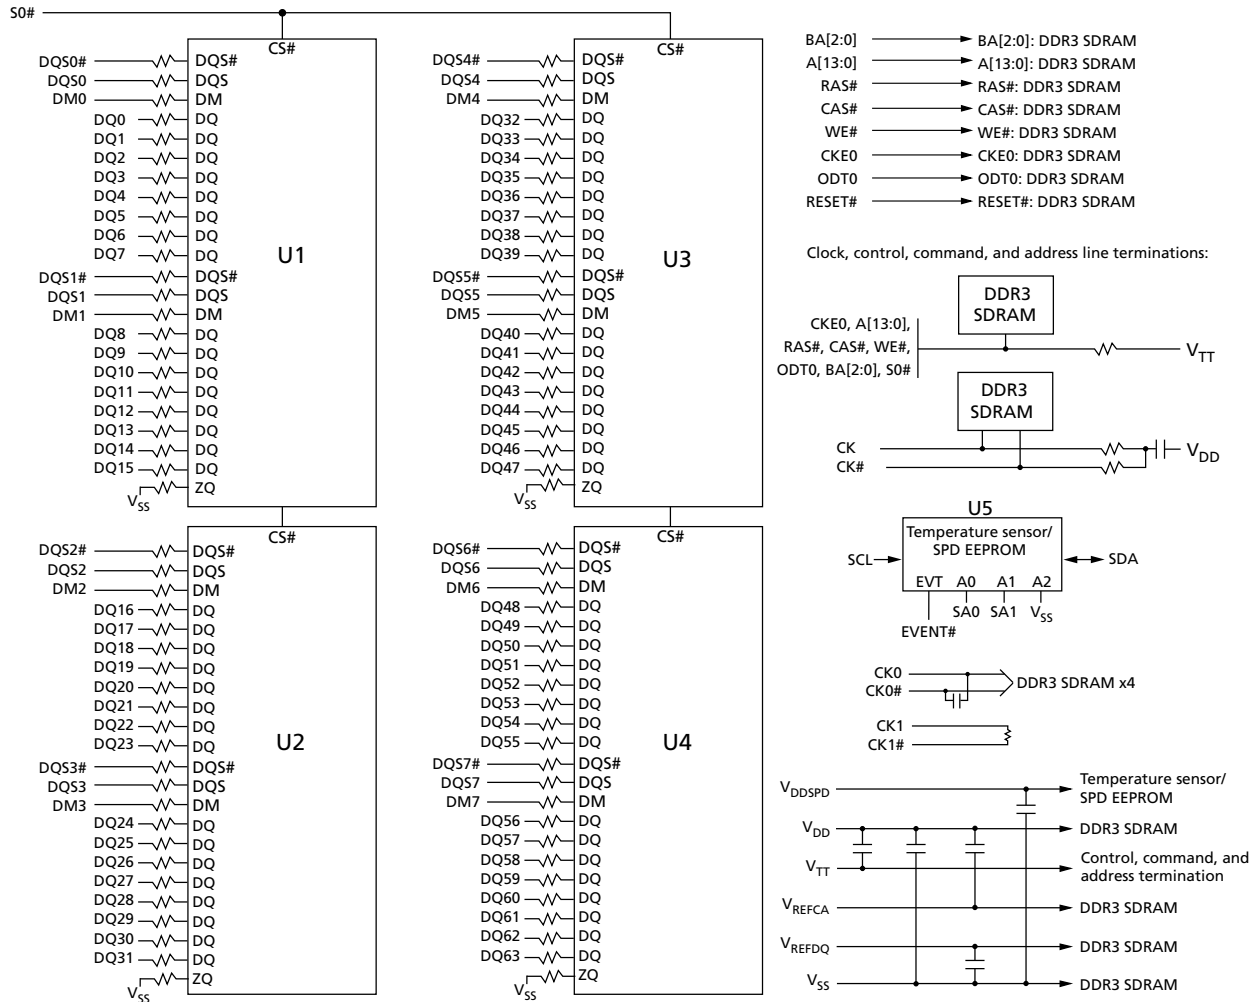 S0#
CS#
DQS0# DQS#
DQS0 DQS
DM0 DM
DQ0 DQ
DQ1 DQ
DQ2 DQ
DQ3 DQ
DQ4 DQ
DQ5 DQ
DQ6 DQ
DQ7 DQ
U1
DQS1# DQS#
DQS1 DQS
DM1 DM
DQ8 DQ
DQ9 DQ
DQ10 DQ
DQ11 DQ
DQ12 DQ
DQ13 DQ
DQ14 DQ
DQ15 DQ
VSS ZQ
CS#
DQS2# DQS#
DQS2 DQS
DM2 DM
DQ16 DQ
DQ17 DQ
DQ18 DQ
DQ19 DQ
DQ20 DQ
DQ21 DQ
DQ22 DQ
DQ23 DQ
U2
DQS3# DQS#
DQS3 DQS
DM3 DM
DQ24 DQ
DQ25 DQ
DQ26 DQ
DQ27 DQ
DQ28 DQ
DQ29 DQ
DQ30 DQ
DQ31 DQ
VSS ZQ
CS#
DQS4# DQS#
DQS4 DQS
DM4 DM
DQ32 DQ
DQ33 DQ
DQ34 DQ
DQ35 DQ
DQ36 DQ
DQ37 DQ
DQ38 DQ
DQ39 DQ
U3
DQS5# DQS#
DQS5 DQS
DM5 DM
DQ40 DQ
DQ41 DQ
DQ42 DQ
DQ43 DQ
DQ44 DQ
DQ45 DQ
DQ46 DQ
DQ47 DQ
VSS ZQ
CS#
DQS6# DQS#
DQS6 DQS
DM6 DM
DQ48 DQ
DQ49 DQ
DQ50 DQ
DQ51 DQ
DQ52 DQ
DQ53 DQ
DQ54 DQ
DQ55 DQ
U4
DQS7# DQS#
DQS7 DQS
DM7 DM
DQ56 DQ
DQ57 DQ
DQ58 DQ
DQ59 DQ
DQ60 DQ
DQ61 DQ
DQ62 DQ
DQ63 DQ
VSS ZQ
BA[2:0] BA[2:0]: DDR3 SDRAM
A[13:0] A[13:0]: DDR3 SDRAM
RAS# RAS#: DDR3 SDRAM
CAS# CAS#: DDR3 SDRAM
WE# WE#: DDR3 SDRAM
CKE0 CKE0: DDR3 SDRAM
ODT0 ODT0: DDR3 SDRAM
RESET# RESET#: DDR3 SDRAM
Clock, control, command, and address line terminations:
DDR3
SDRAM
CKE0, A[13:0],
RAS#, CAS#, WE#,
ODT0, BA[2:0], S0#
VTT
DDR3
SDRAM
CK
CK#
VDD
U5
Temperature sensor/
SPD EEPROM
SCL SDA
EVT A0 A1 A2
SA0 SA1 VSS
EVENT#
CK0
CK0#
DDR3 SDRAM x4
CK1
CK1#
VDDSPD Temperature sensor/
SPD EEPROM
VDD DDR3 SDRAM
VTT Control, command, and
address termination
VREFCA DDR3 SDRAM
VREFDQ DDR3 SDRAM
VSS DDR3 SDRAM